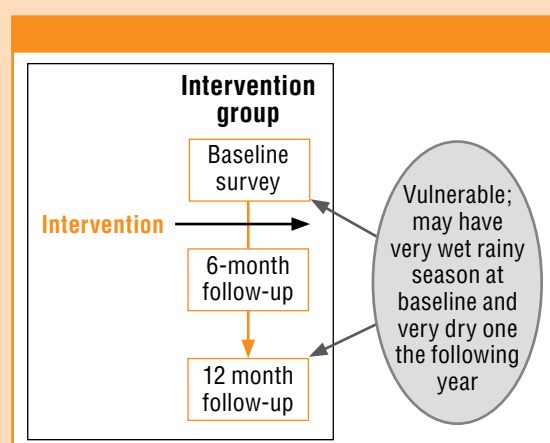 Intervention
group
Baseline
survey
Intervention
6-month
follow-up
12 month
follow-up
Vulnerable;
may have
very wet rainy
season at
baseline and
very dry one
the following
year